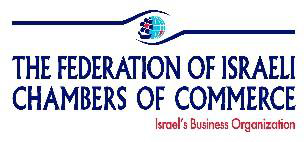 THE FEDERATION OF ISRAELI
CHAMBERS OF COMMERCE
Israel's Business Organization